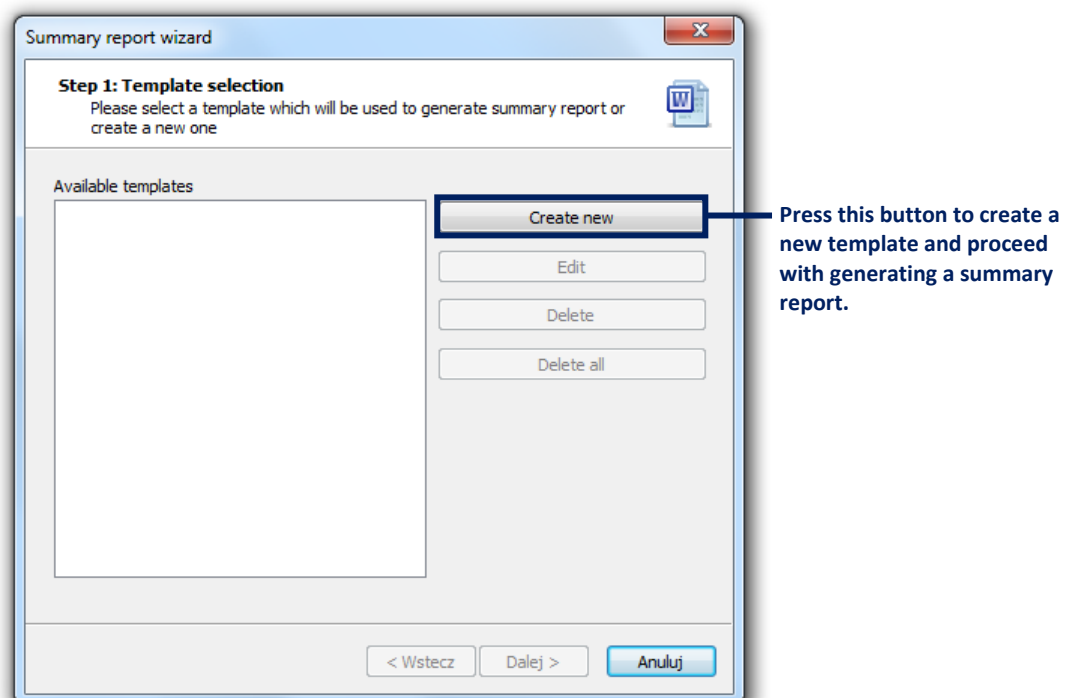 Summary report wizard
Step 1: Template selection
Please select a template which will be used to generate summary report or
create a new one
Available templates
Create new
Edit
Delete
Delete all
Press this button to create a
new template and proceed
with generating a summary
report.
< Wstecz
Dalej >
Anuluj